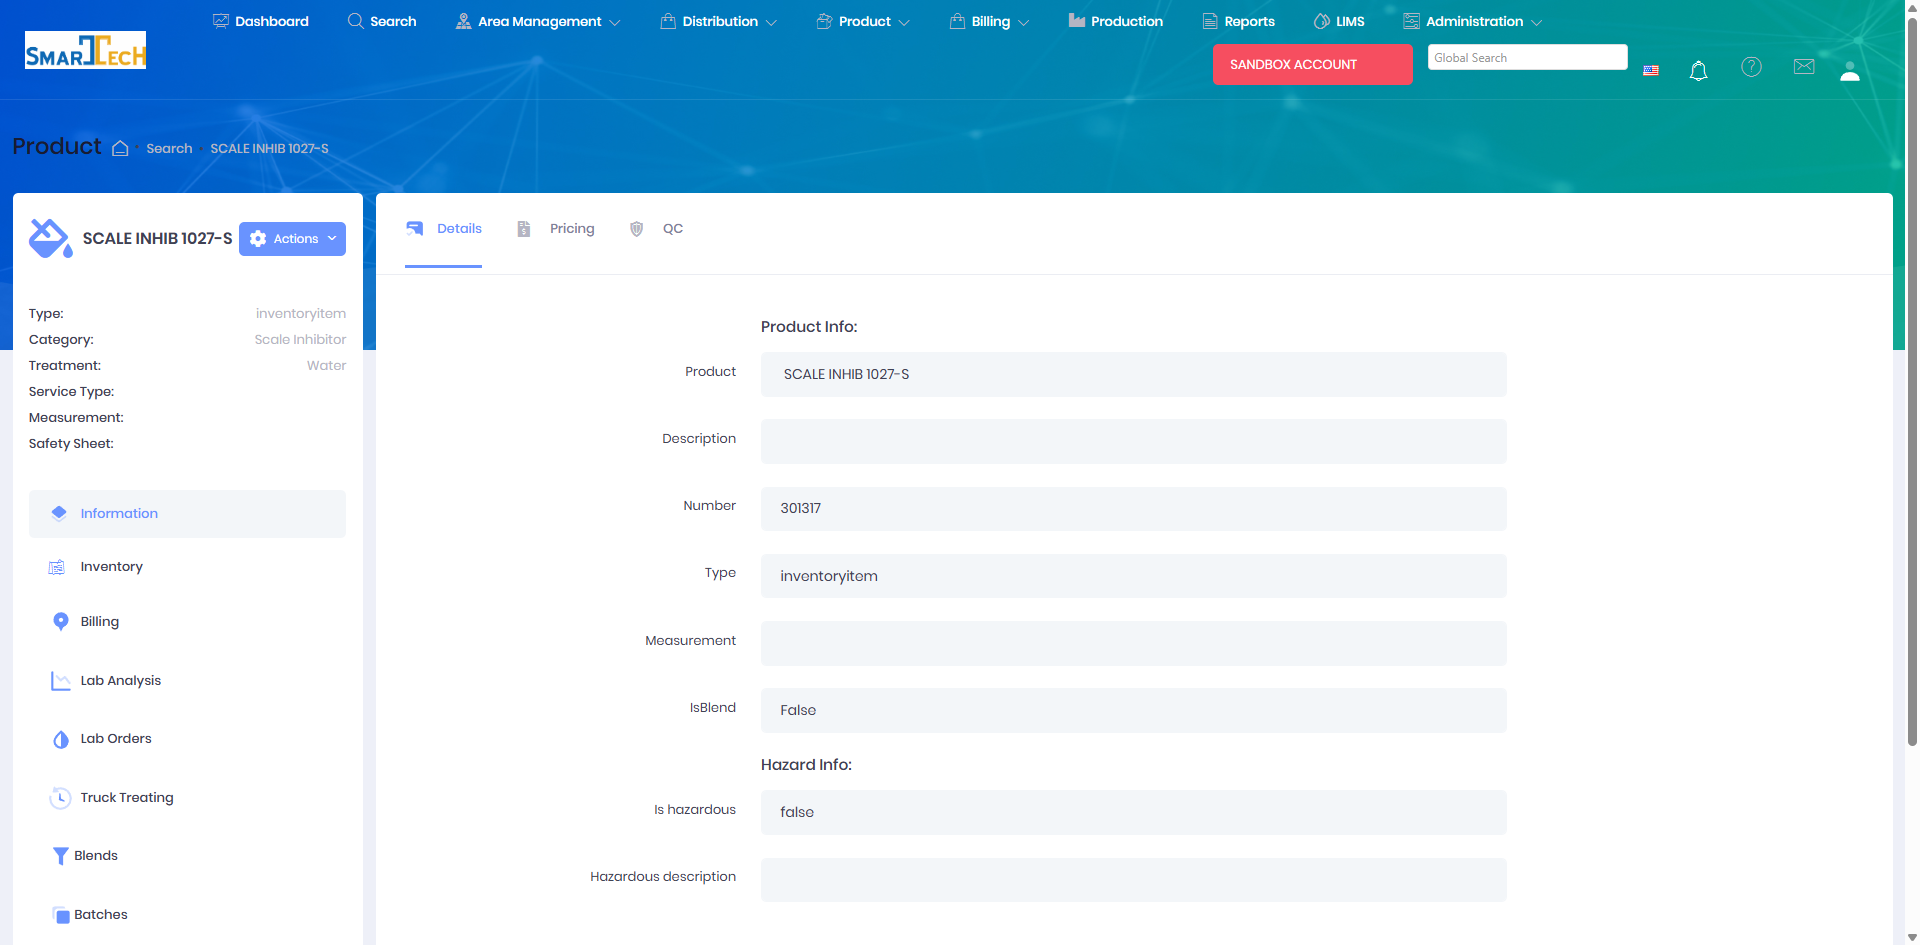 Dashboard Search Area Management Distribution Product Billing Production Reports LIMS Administration
SMARTTECH
SANDBOX ACCOUNT
Global Search
Product Search SCALE INHIB 1027-S
SCALE INHIB 1027-S Actions
Type: inventoryitem
Category: Scale Inhibitor
Treatment: Water
Service Type:
Measurement:
Safety Sheet:
Information
Inventory
Billing
Lab Analysis
Lab Orders
Truck Treating
Blends
Batches
Details Pricing QC
Product Info:
Product SCALE INHIB 1027-S
Description
Number 301317
Type inventoryitem
Measurement
IsBlend False
Hazard Info:
Is hazardous false
Hazardous description